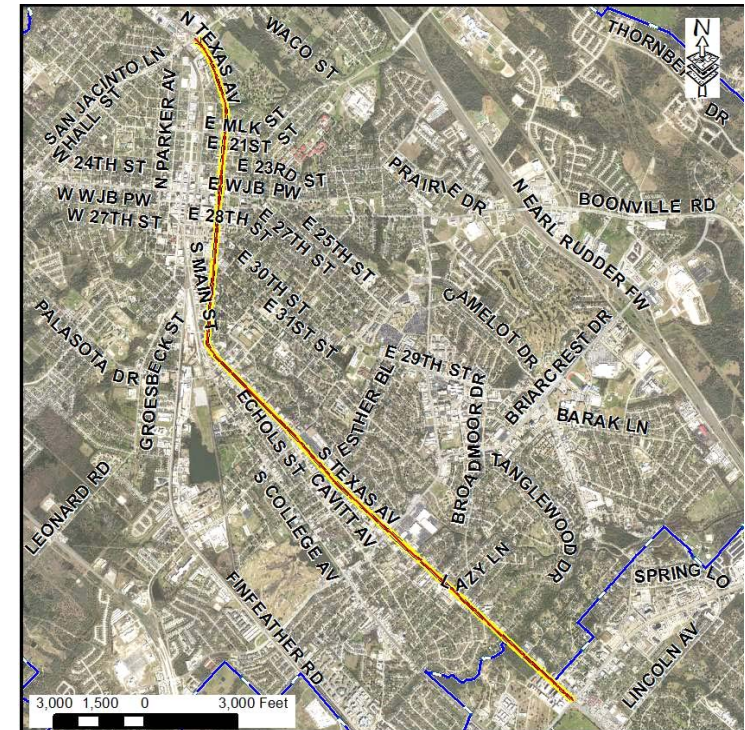 N TEXAS AV
WACO ST
THORNBE
DR
N
SAN JACINTO LN
HALL ST
N PARKER AV
E MLK ST
E 21ST ST
W 24TH ST
E 23RD ST
E WJB PW
PRAIRIE DR
N EARL RUDDER FW
BOONVILLE RD
W WJB PW
W 27TH ST
E 28TH ST
E 27TH ST
E 25TH ST
S MAIN ST
E 30TH ST
E 31ST ST
CAMELOT DR
PALASOTA DR
GROESBECK ST
E 29TH ST
BRIARCREST DR
ESTHER BL
BROADMOOR DR
BARAK LN
ECHOLS ST
S TEXAS AV
CAVITT AV
S COLLEGE AV
TANGLEWOOD DR
LEONARD RD
LAZY LN
SPRING LO
FINFEATHER RD
LINCOLN AV
3,000 1,500 0 3,000 Feet